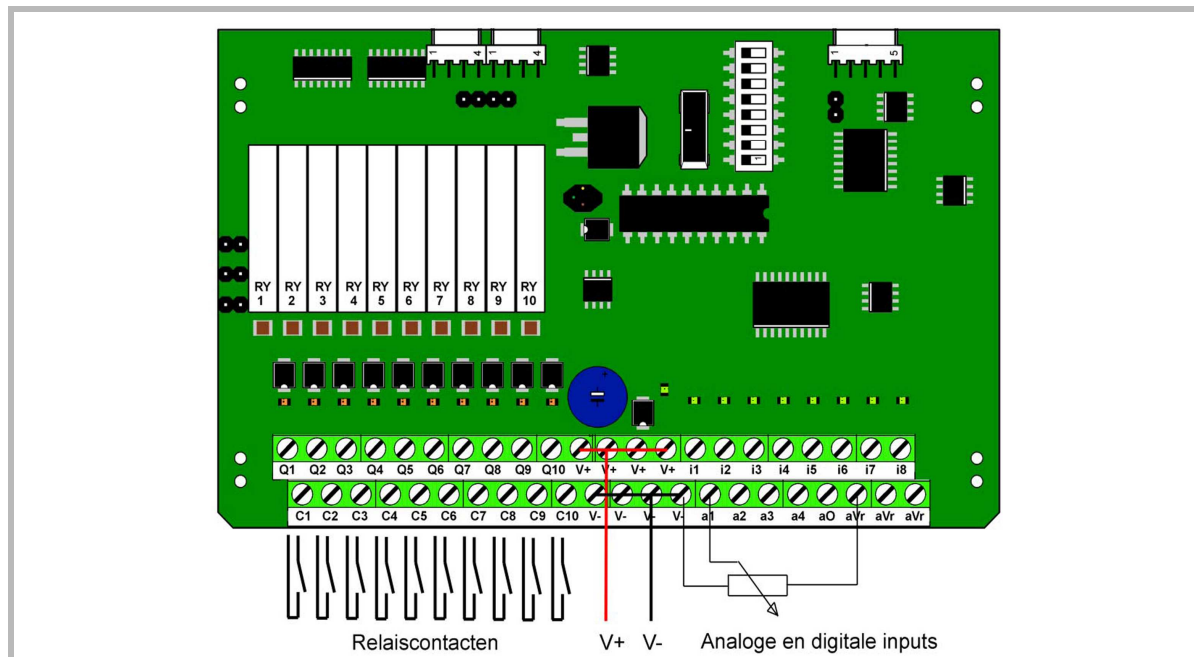 1 4 1 4 1 5
1
RY RY RY RY RY RY RY RY RY RY
1 2 3 4 5 6 7 8 9 10
+
Q1 Q2 Q3 Q4 Q5 Q6 Q7 Q8 Q9 Q10 V+ V+ V+ V+ i1 i2 i3 i4 i5 i6 i7 i8
C1 C2 C3 C4 C5 C6 C7 C8 C9 C10 V- V- V- V- a1 a2 a3 a4 aO aVr aVr aVr
Relaiscontacten V+ V- Analoge en digitale inputs